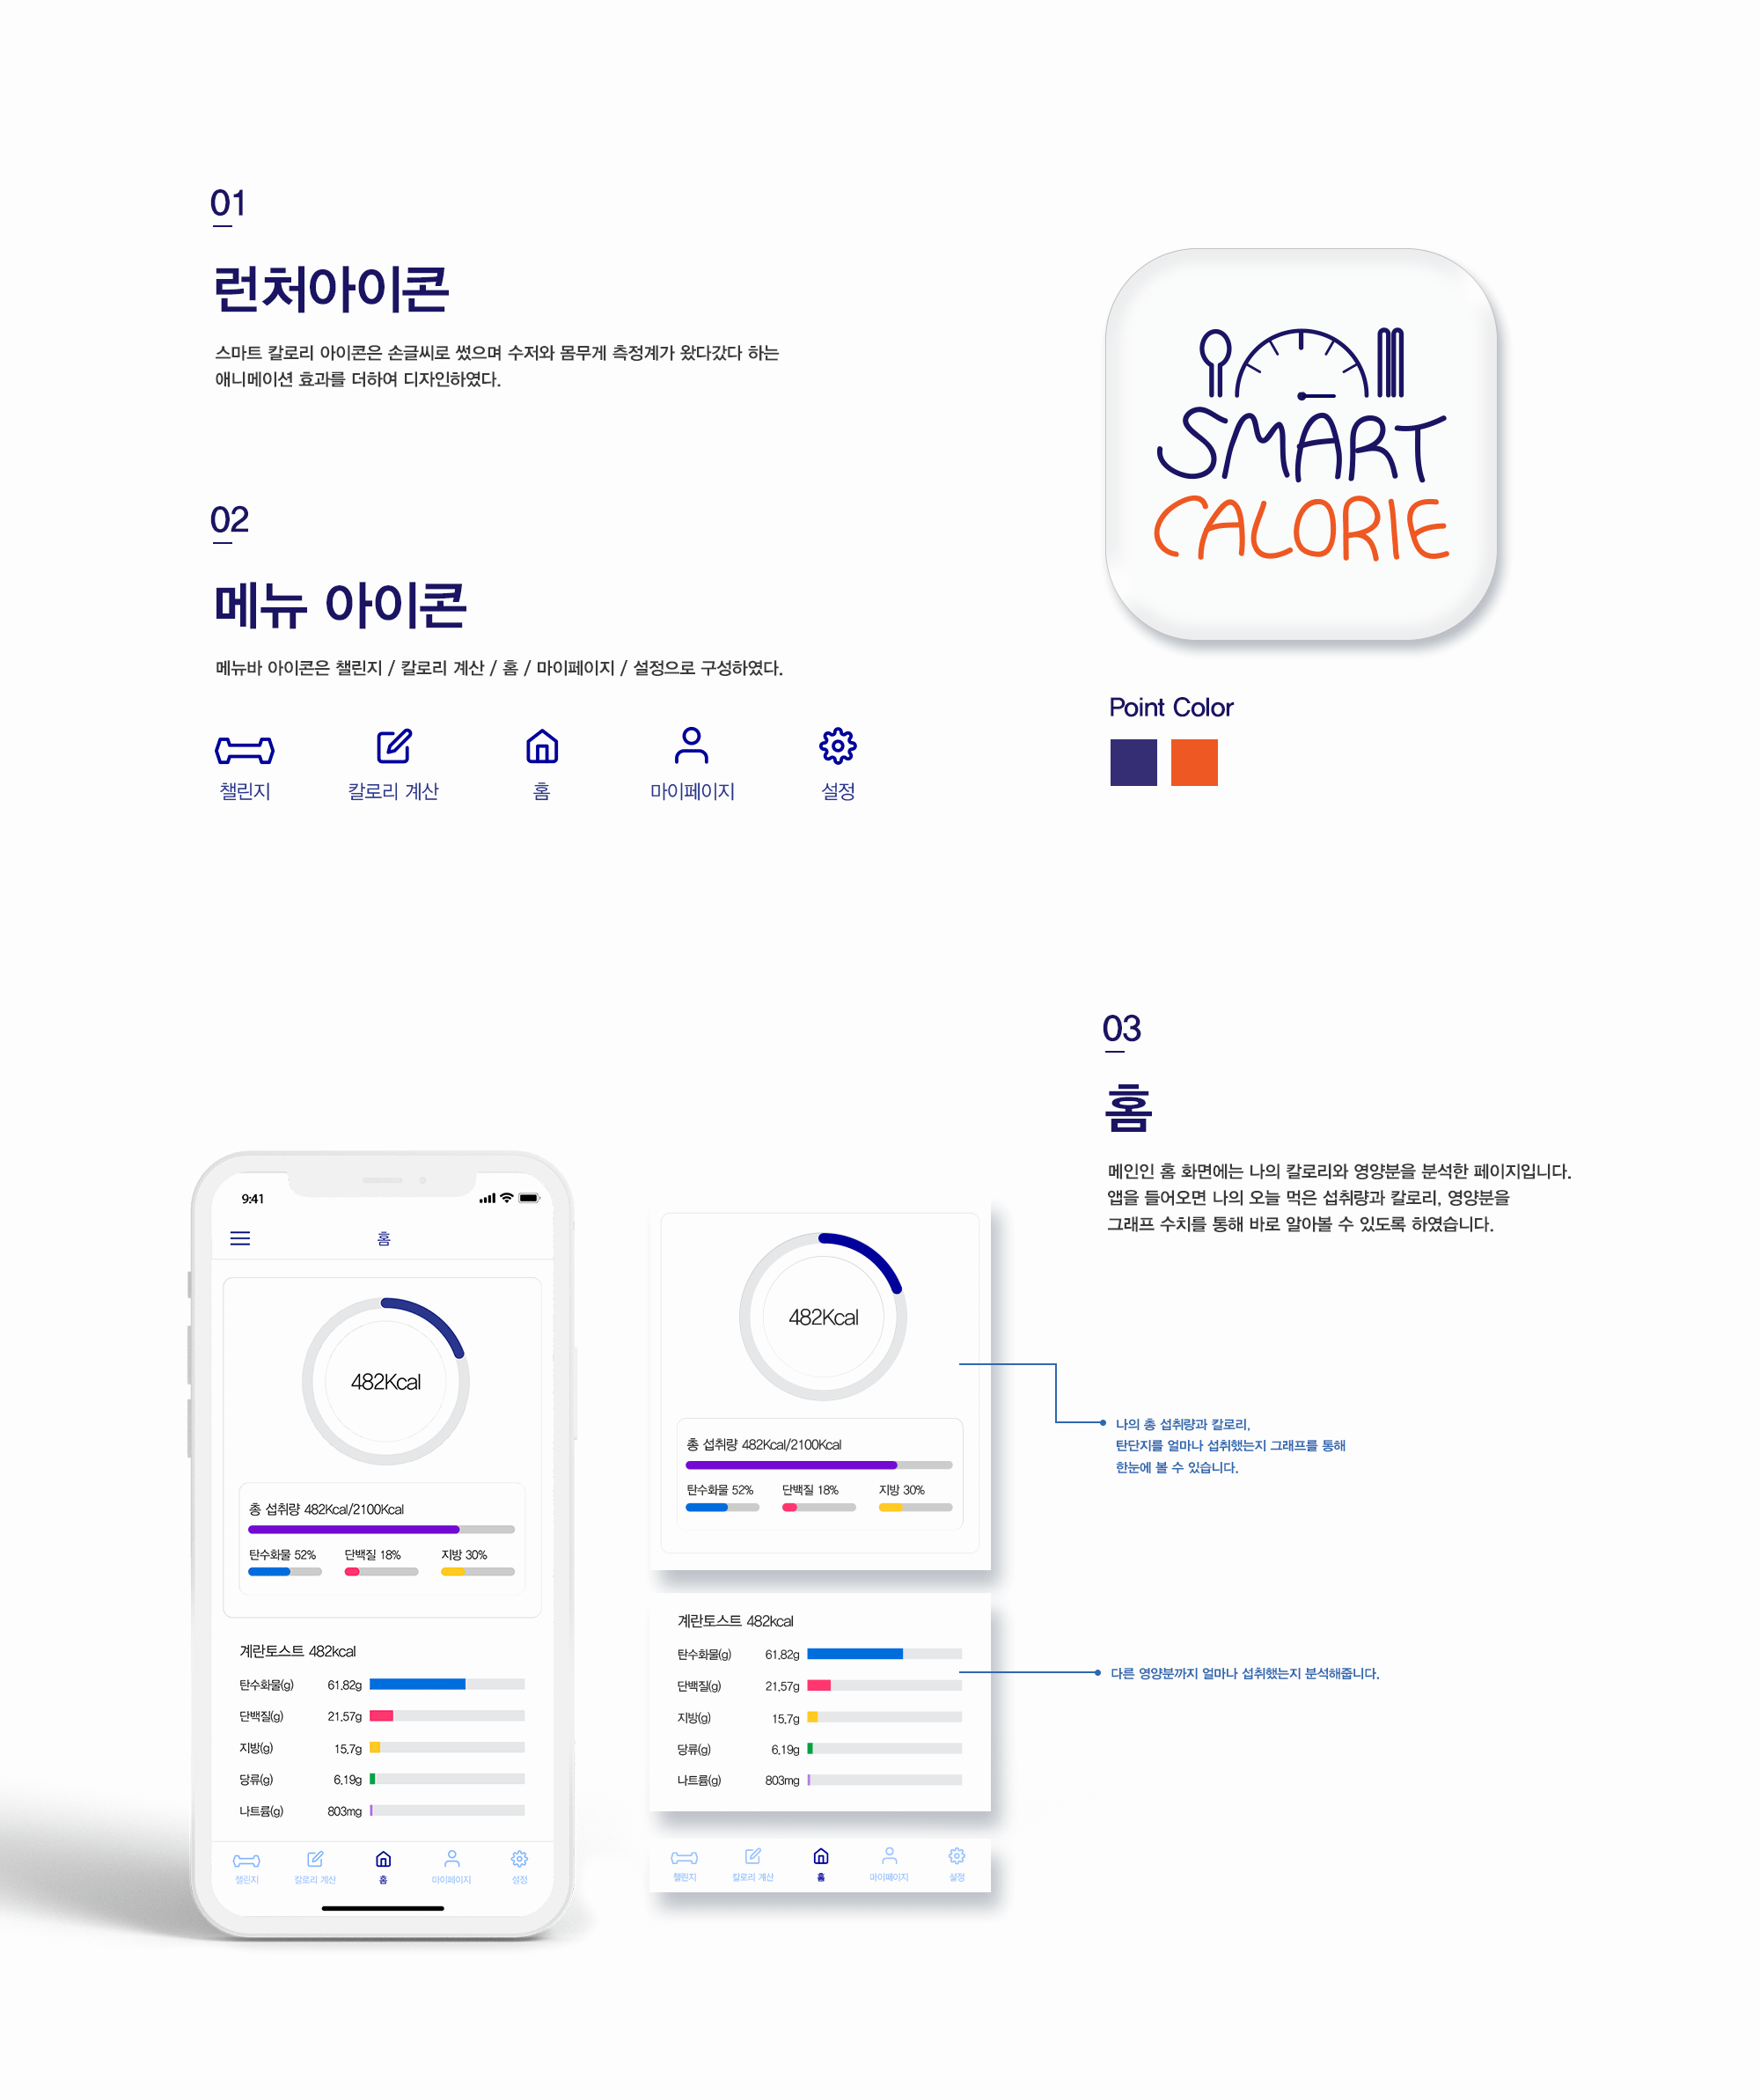 01
런처아이콘
스마트 칼로리 아이콘은 손글씨로 썼으며 수저와 몸무게 측정계가 왔다갔다 하는
애니메이션 효과를 더하여 디자인하였다.
SMART
CALORIE
02
메뉴 아이콘
메뉴바 아이콘은 챌린지 / 칼로리 계산 / 홈 / 마이페이지 / 설정으로 구성하였다.
챌린지 칼로리 계산 홈 마이페이지 설정
Point Color
03
홈
메인인 홈 화면에는 나의 칼로리와 영양분을 분석한 페이지입니다.
앱을 들어오면 나의 오늘 먹은 섭취량과 칼로리, 영양분을
그래프 수치를 통해 바로 알아볼 수 있도록 하였습니다.
9:41
홈
482Kcal
총 섭취량 482Kcal/2100Kcal
탄수화물 52% 단백질 18% 지방 30%
계란토스트 482kcal
탄수화물(g) 61.82g
단백질(g) 21.57g
지방(g) 15.7g
당류(g) 6.19g
나트륨(g) 803mg
챌린지 칼로리 계산 홈 마이페이지 설정
482Kcal
총 섭취량 482Kcal/2100Kcal
탄수화물 52% 단백질 18% 지방 30%
나의 총 섭취량과 칼로리,
탄단지를 얼마나 섭취했는지 그래프를 통해
한눈에 볼 수 있습니다.
계란토스트 482kcal
탄수화물(g) 61.82g
단백질(g) 21.57g
지방(g) 15.7g
당류(g) 6.19g
나트륨(g) 803mg
다른 영양분까지 얼마나 섭취했는지 분석해줍니다.
챌린지 칼로리 계산 홈 마이페이지 설정